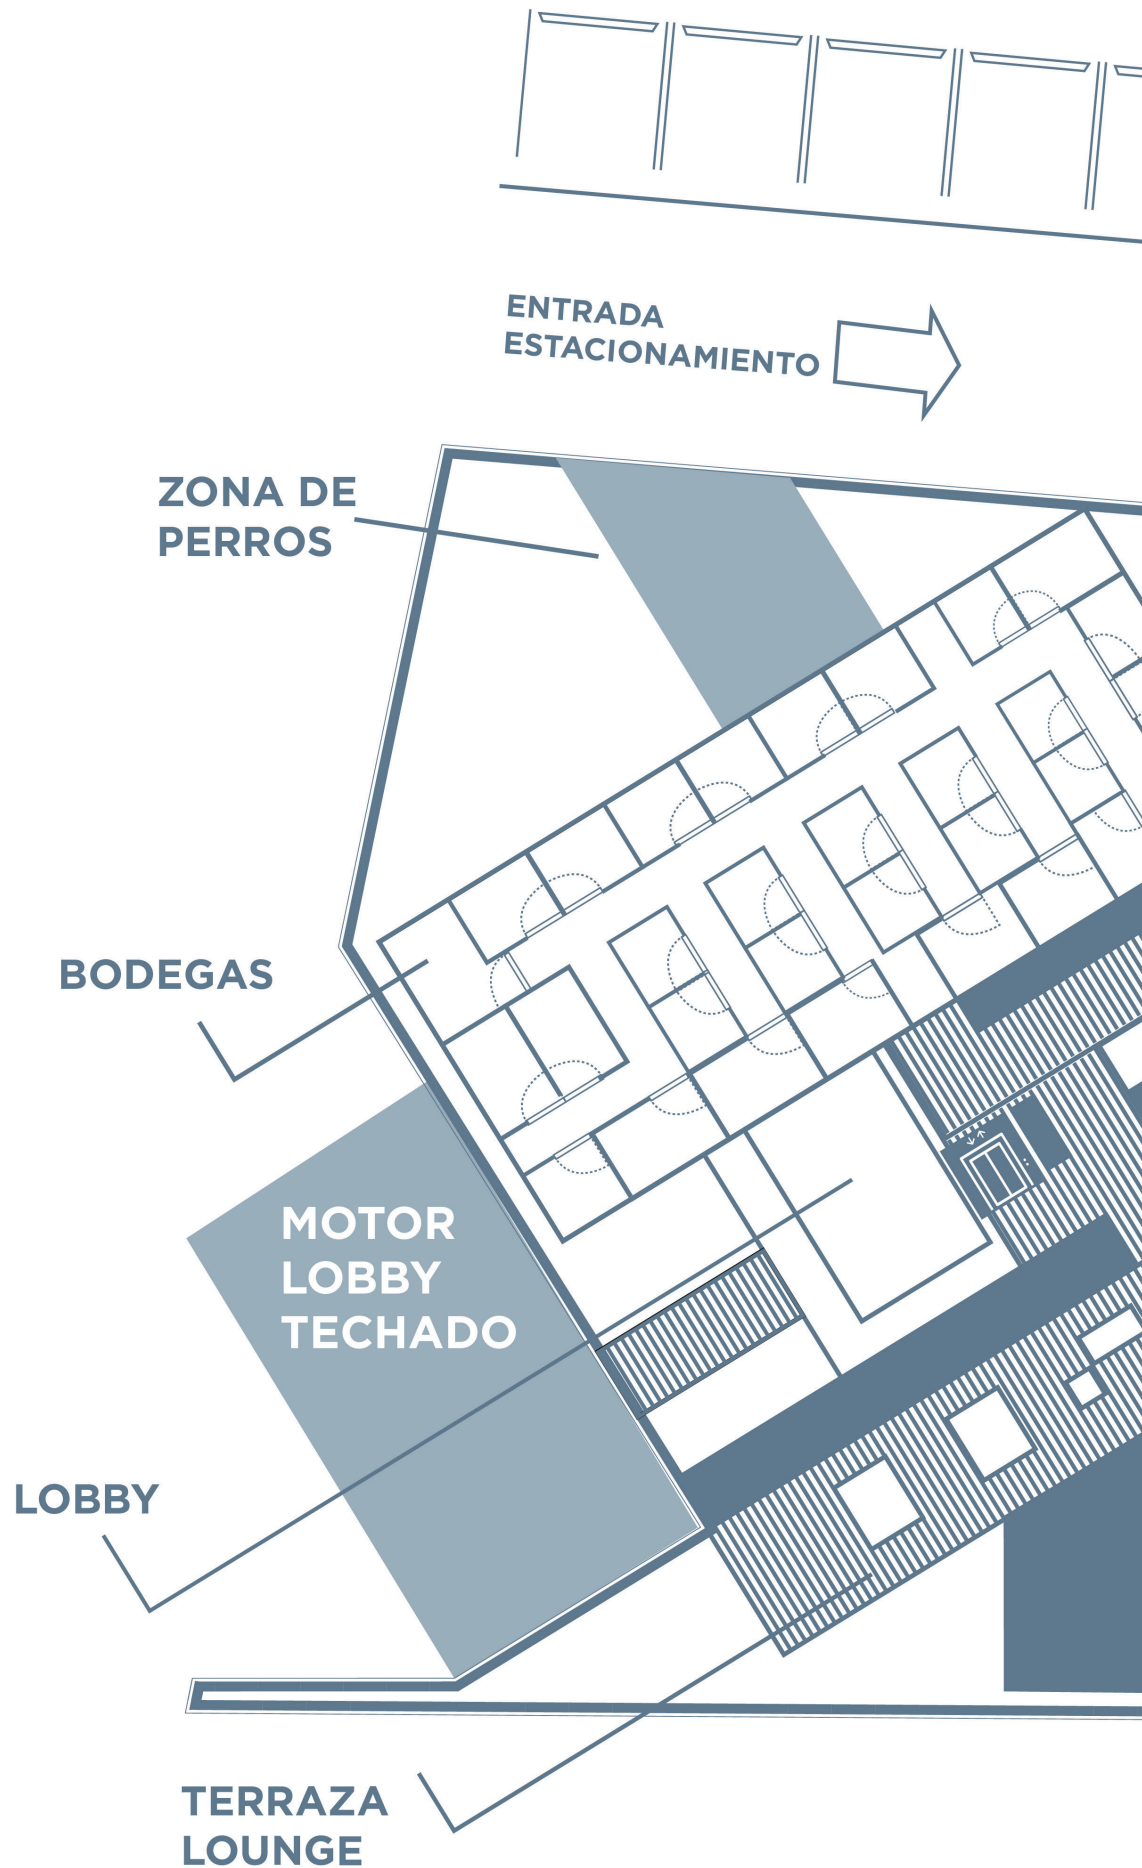 ENTRADA
ESTACIONAMIENTO
ZONA DE
PERROS
BODEGAS
MOTOR
LOBBY
TECHADO
LOBBY
TERRAZA
LOUNGE